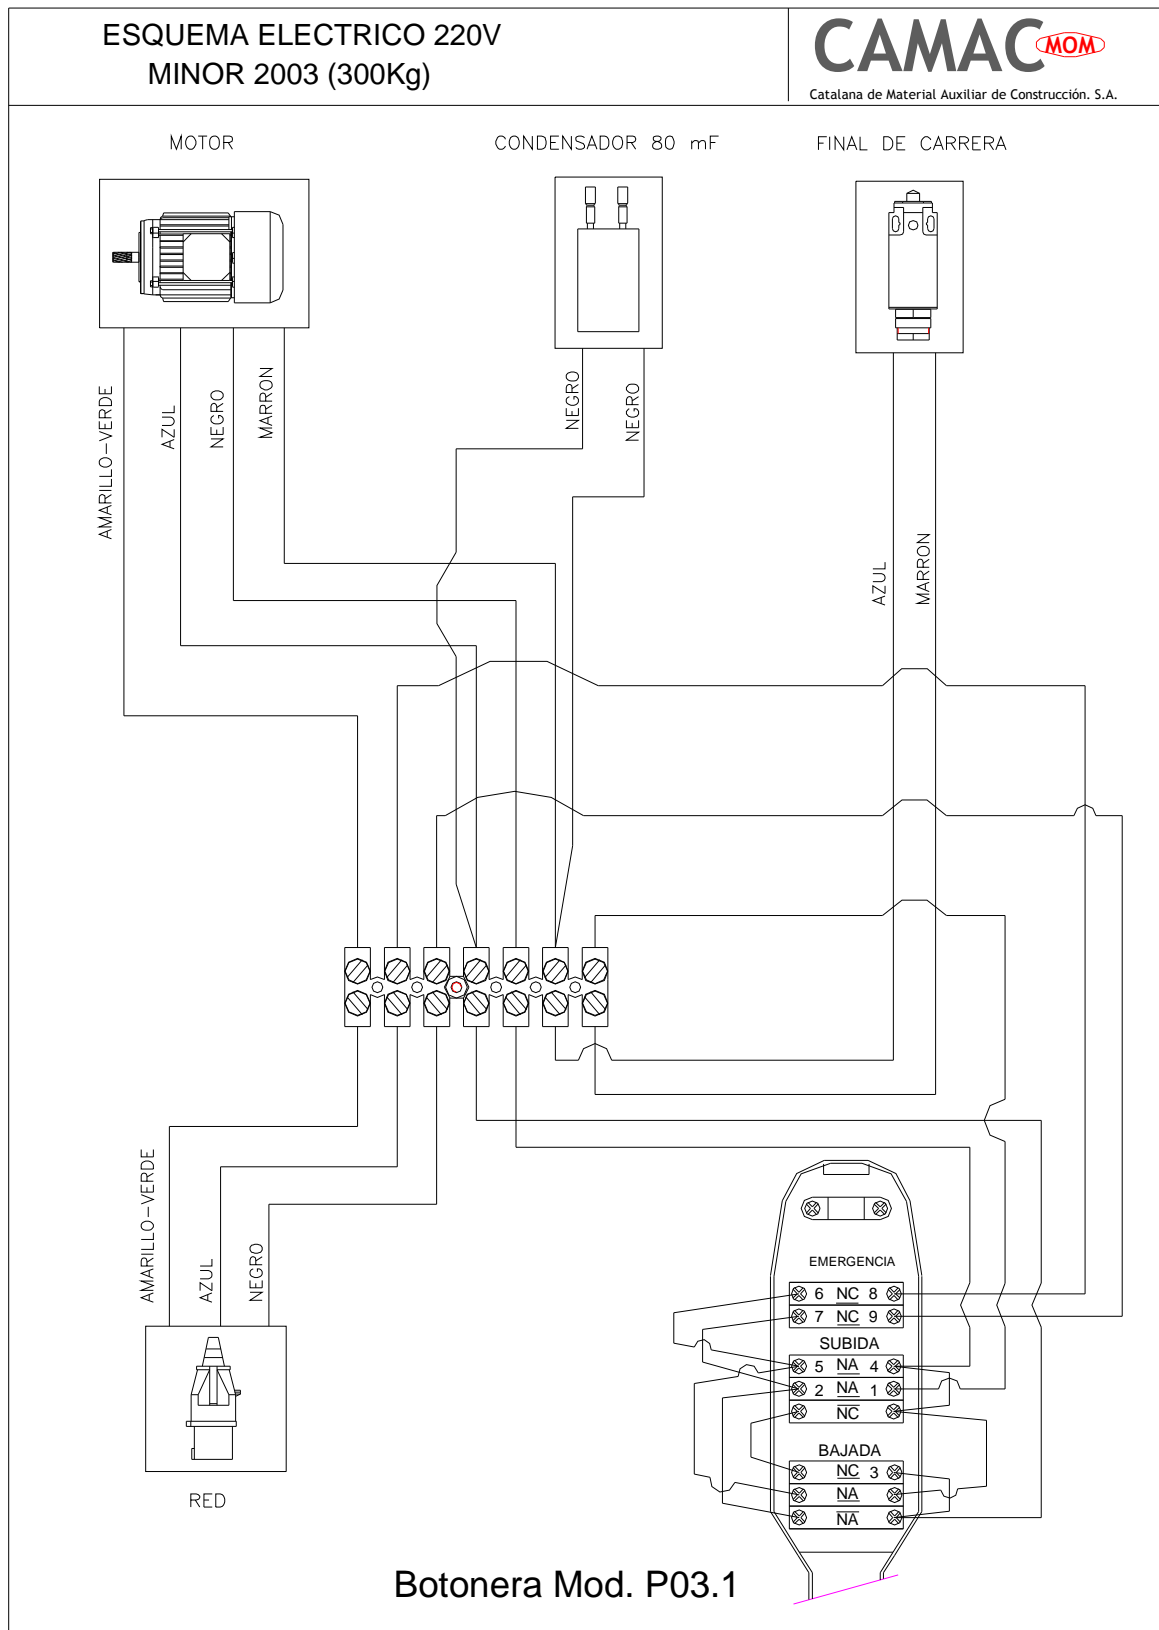 ESQUEMA ELECTRICO 220V
MINOR 2003 (300Kg)
CAMAC MOM
Catalana de Material Auxiliar de Construcción. S.A.
MOTOR
CONDENSADOR 80 mF
FINAL DE CARRERA
AMARILLO-VERDE
AZUL
NEGRO
MARRON
NEGRO
NEGRO
AZUL
MARRON
AMARILLO-VERDE
AZUL
NEGRO
RED
EMERGENCIA
6 NC 8
7 NC 9
SUBIDA
5 NA 4
2 NA 1
NC
BAJADA
NC 3
NA
NA
Botonera Mod. P03.1